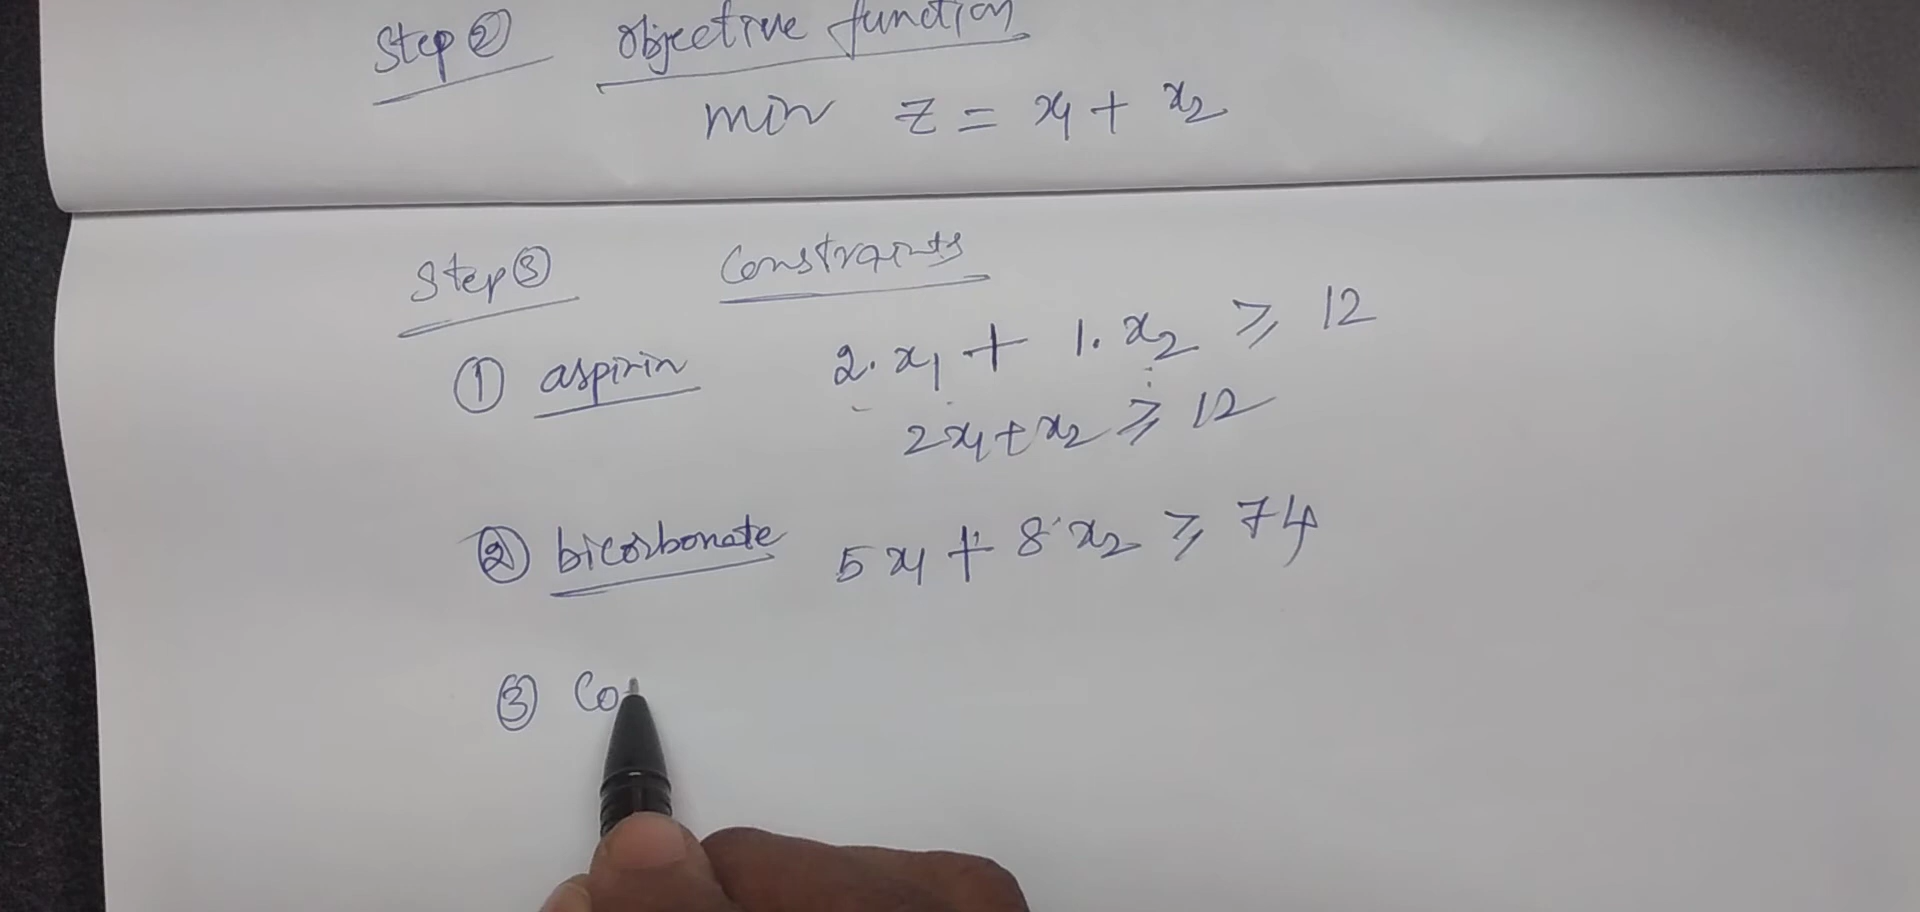 Step ② objective function
min z = x₁ + x₂
Step ③ Constraints
① aspirin 2·x₁ + 1·x₂ ≥ 12
2x₁ + x₂ ≥ 12
② bicorbonate 5x₁ + 8x₂ ≥ 74
③ Co